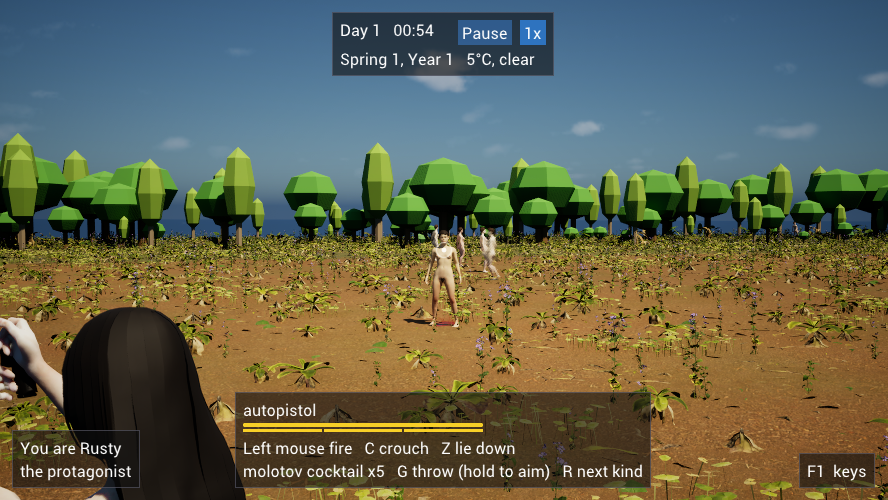 Day 1 00:54 Pause 1x
Spring 1, Year 1 5°C, clear
autopistol
Left mouse fire C crouch Z lie down
molotov cocktail x5 G throw (hold to aim) R next kind
You are Rusty
the protagonist
F1 keys